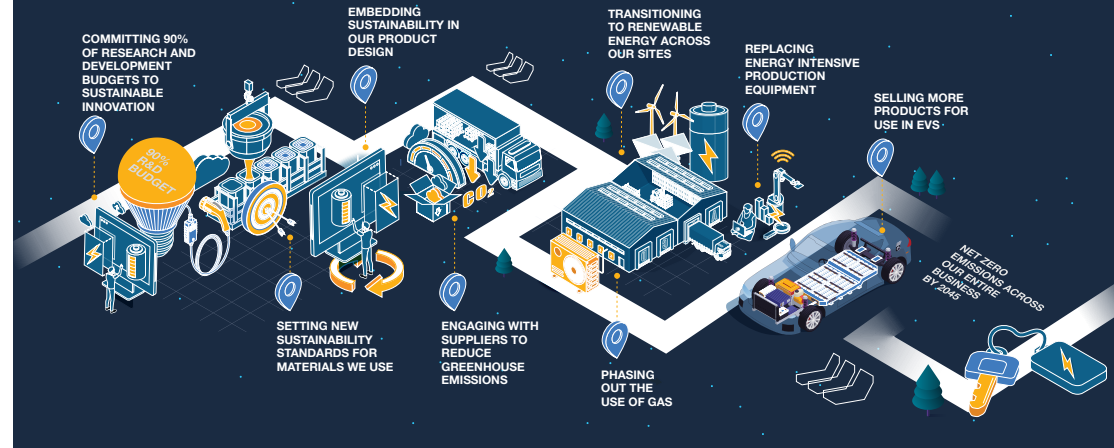 COMMITTING 90%
OF RESEARCH AND
DEVELOPMENT
BUDGETS TO
SUSTAINABLE
INNOVATION
90%
R&D
BUDGET
SETTING NEW
SUSTAINABILITY
STANDARDS FOR
MATERIALS WE USE
EMBEDDING
SUSTAINABILITY IN
OUR PRODUCT
DESIGN
CO₂
ENGAGING WITH
SUPPLIERS TO
REDUCE
GREENHOUSE
EMISSIONS
TRANSITIONING
TO RENEWABLE
ENERGY ACROSS
OUR SITES
PHASING
OUT THE
USE OF GAS
REPLACING
ENERGY INTENSIVE
PRODUCTION
EQUIPMENT
SELLING MORE
PRODUCTS FOR
USE IN EVS
NET ZERO
EMISSIONS ACROSS
OUR ENTIRE
BUSINESS
BY 2045